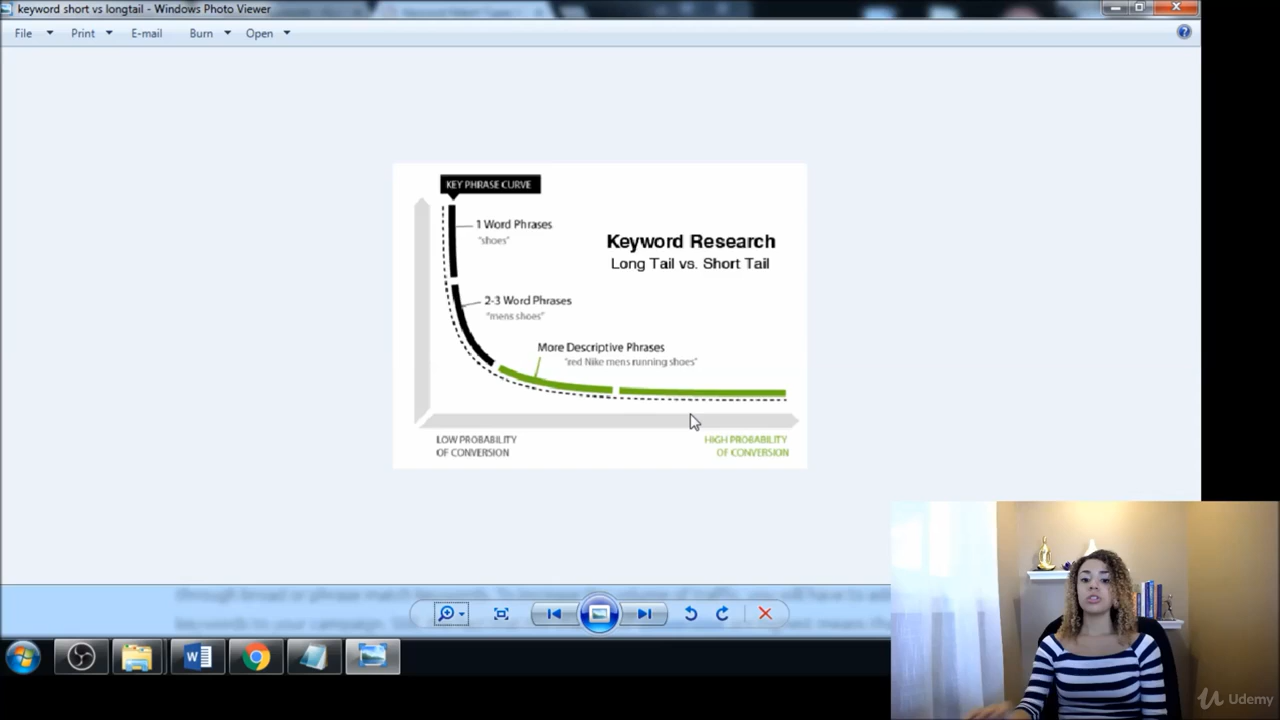 keyword short vs longtail - Windows Photo Viewer
File Print E-mail Burn Open
KEY PHRASE CURVE
1 Word Phrases
"shoes"
Keyword Research
Long Tail vs. Short Tail
2-3 Word Phrases
"mens shoes"
More Descriptive Phrases
"red Nike mens running shoes"
LOW PROBABILITY
OF CONVERSION
HIGH PROBABILITY
OF CONVERSION
Udemy